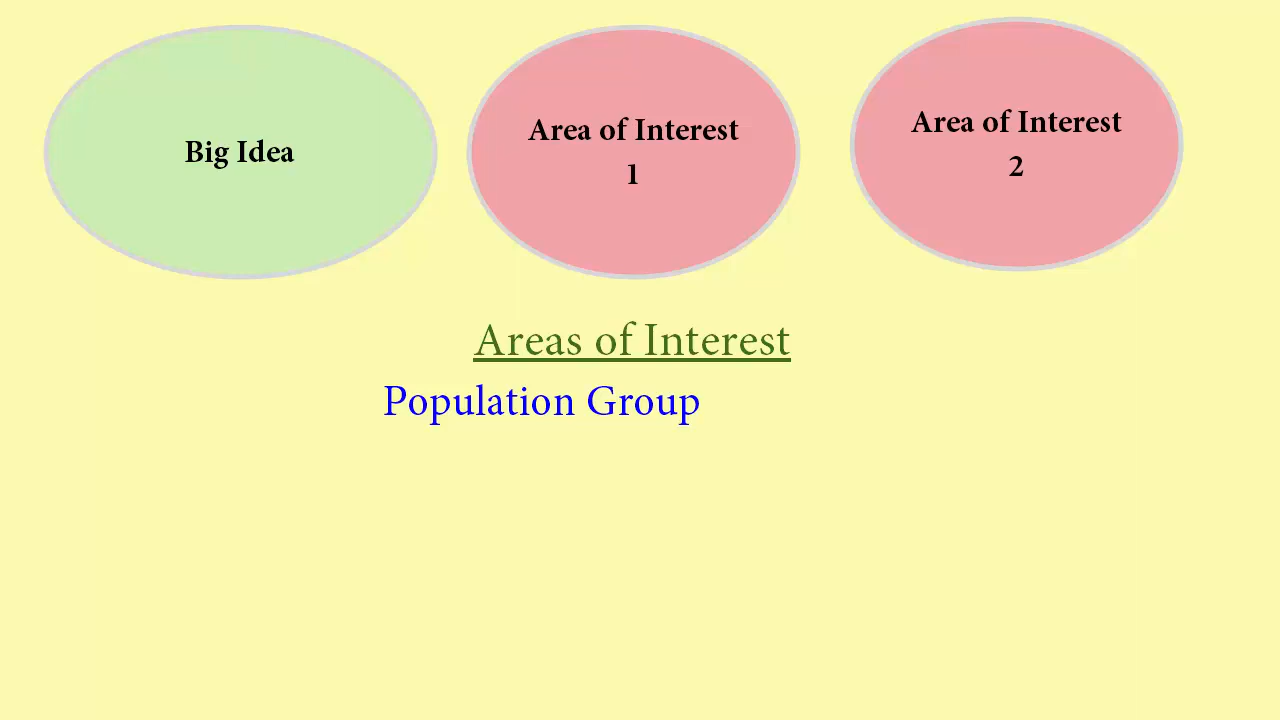 Big Idea
Area of Interest
1
Area of Interest
2
Areas of Interest
Population Group